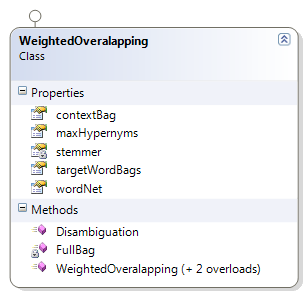 WeightedOveralapping
Class
Properties
contextBag
maxHypernyms
stemmer
targetWordBags
wordNet
Methods
Disambiguation
FullBag
WeightedOveralapping (+ 2 overloads)